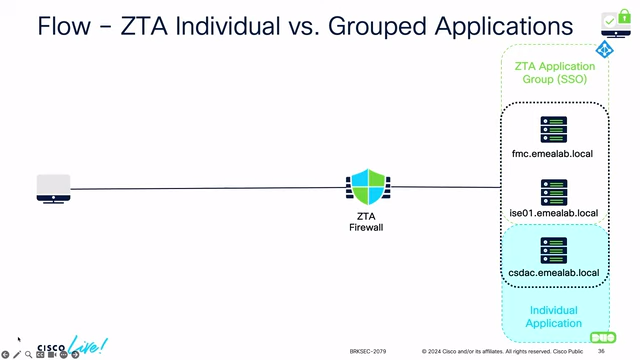 Flow – ZTA Individual vs. Grouped Applications
ZTA Application
Group (SSO)
fmc.emealab.local
ise01.emealab.local
csdac.emealab.local
ZTA
Firewall
Individual
Application
DUO
CISCO Live!
BRKSEC-2079
© 2024 Cisco and/or its affiliates. All rights reserved. Cisco Public
36